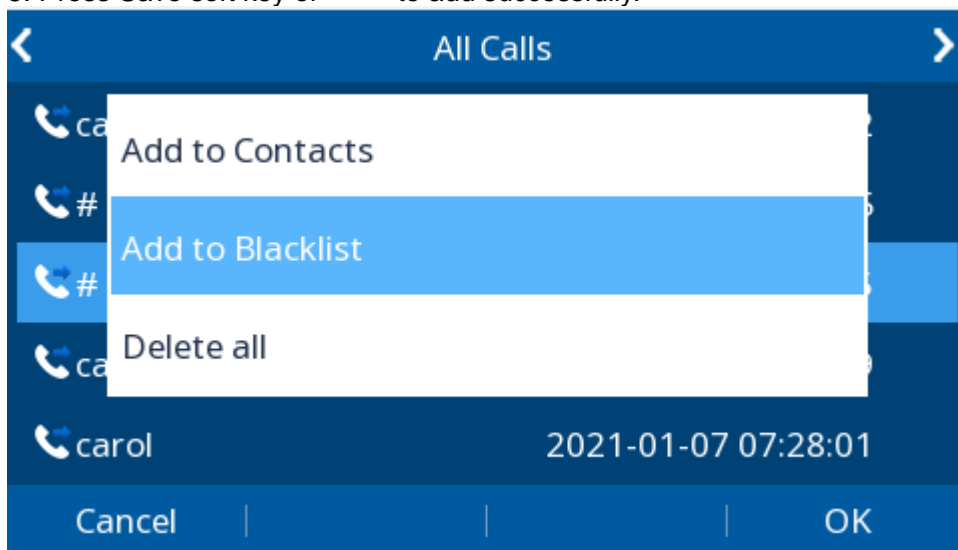 All Calls
Add to Contacts
#
Add to Blacklist
#
Delete all
carol 2021-01-07 07:28:01
Cancel OK